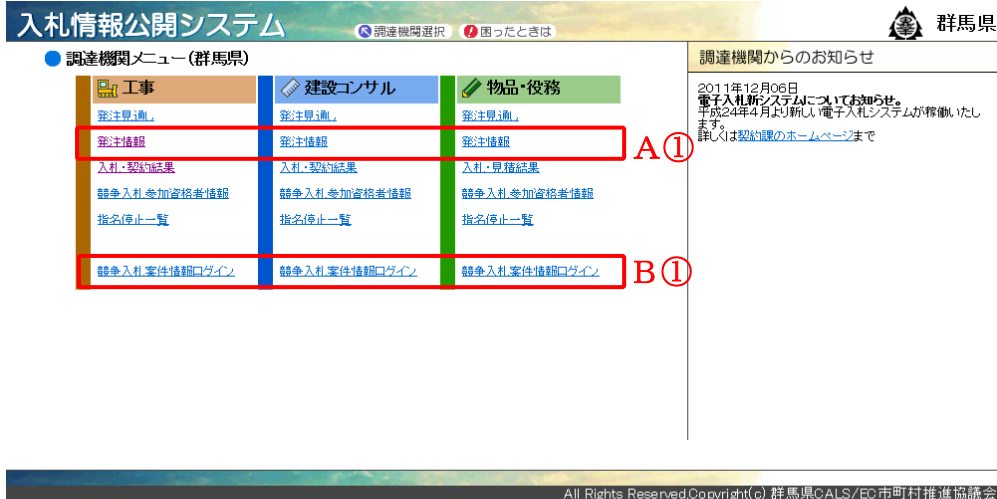 入札情報公開システム
調達機関選択
困ったときは
群馬県
調達機関メニュー(群馬県)
工事
建設コンサル
物品・役務
発注見通し
発注見通し
発注見通し
発注情報
発注情報
発注情報
A①
入札・契約結果
入札・契約結果
入札・見積結果
競争入札参加資格者情報
競争入札参加資格者情報
競争入札参加資格者情報
指名停止一覧
指名停止一覧
指名停止一覧
競争入札案件情報ログイン
競争入札案件情報ログイン
競争入札案件情報ログイン
B①
調達機関からのお知らせ
2011年12月06日
電子入札新システムについてお知らせ。
平成24年4月より新しい電子入札システムが稼働いたし
ます。
詳しくは契約課のホームページまで
All Rights Reserved,Copyright(c) 群馬県CALS/EC市町村推進協議会